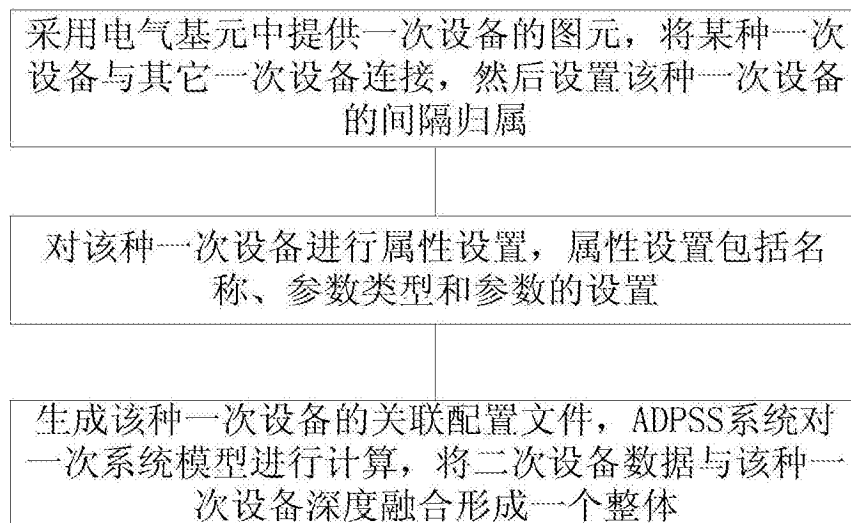 采用电气基元中提供一次设备的图元，将某种一次
设备与其它一次设备连接，然后设置该种一次设备
的间隔归属
对该种一次设备进行属性设置，属性设置包括名
称、参数类型和参数的设置
生成该种一次设备的关联配置文件，ADPSS系统对
一次系统模型进行计算，将二次设备数据与该种一
次设备深度融合形成一个整体